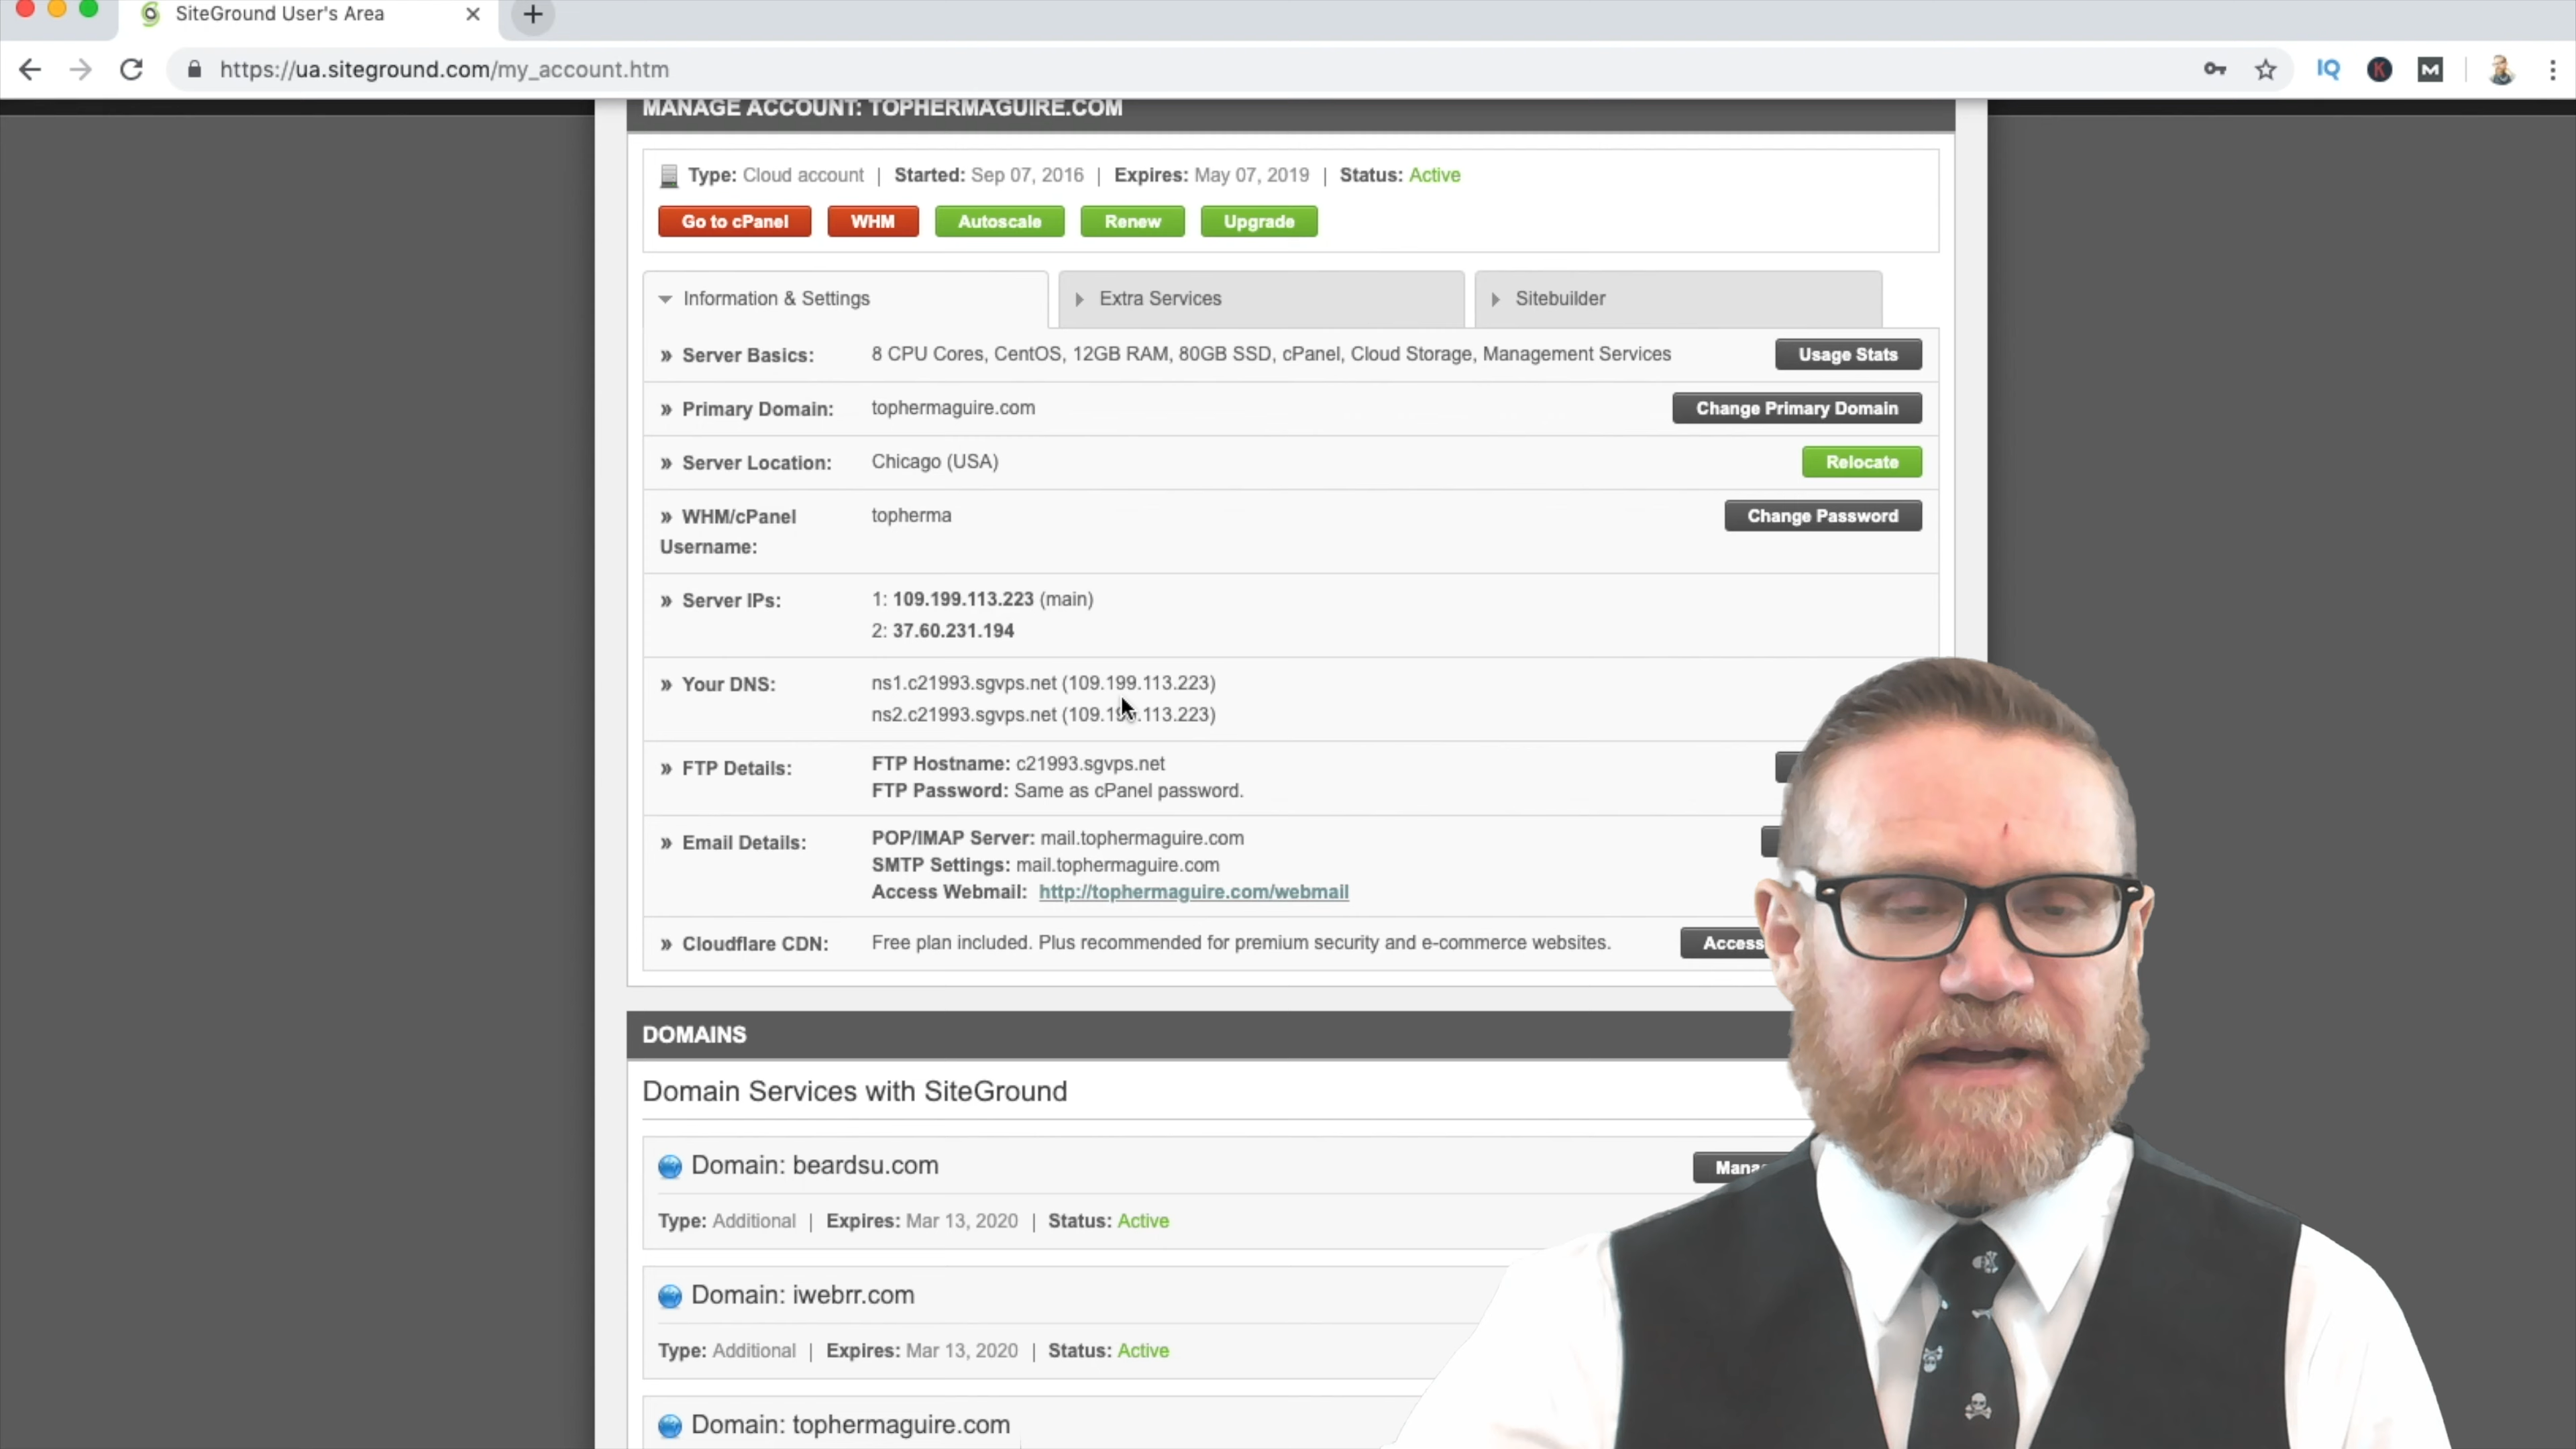 SiteGround User's Area
https://ua.siteground.com/my_account.htm
IQ
K
M
MANAGE ACCOUNT: TOPHERMAGUIRE.COM
Type: Cloud account | Started: Sep 07, 2016 | Expires: May 07, 2019 | Status: Active
Go to cPanel WHM Autoscale Renew Upgrade
Information & Settings Extra Services Sitebuilder
» Server Basics: 8 CPU Cores, CentOS, 12GB RAM, 80GB SSD, cPanel, Cloud Storage, Management Services Usage Stats
» Primary Domain: tophermaguire.com Change Primary Domain
» Server Location: Chicago (USA) Relocate
» WHM/cPanel topherma Change Password
Username:
» Server IPs: 1: 109.199.113.223 (main)
2: 37.60.231.194
» Your DNS: ns1.c21993.sgvps.net (109.199.113.223)
ns2.c21993.sgvps.net (109.199.113.223)
» FTP Details: FTP Hostname: c21993.sgvps.net
FTP Password: Same as cPanel password.
» Email Details: POP/IMAP Server: mail.tophermaguire.com
SMTP Settings: mail.tophermaguire.com
Access Webmail: http://tophermaguire.com/webmail
» Cloudflare CDN: Free plan included. Plus recommended for premium security and e-commerce websites. Access
DOMAINS
Domain Services with SiteGround
Domain: beardsu.com
Type: Additional | Expires: Mar 13, 2020 | Status: Active
Domain: iwebrr.com
Type: Additional | Expires: Mar 13, 2020 | Status: Active
Domain: tophermaguire.com